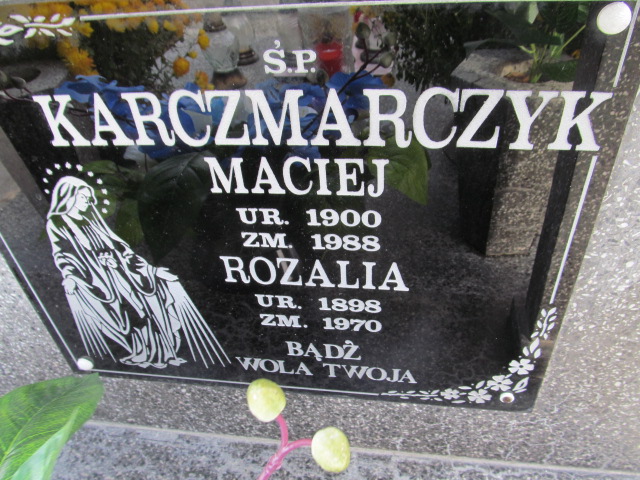 Ś.P.
KARCZMARCZYK
MACIEJ
UR. 1900
ZM. 1988
ROZALIA
UR. 1898
ZM. 1970
BĄDŹ
WOLA TWOJA